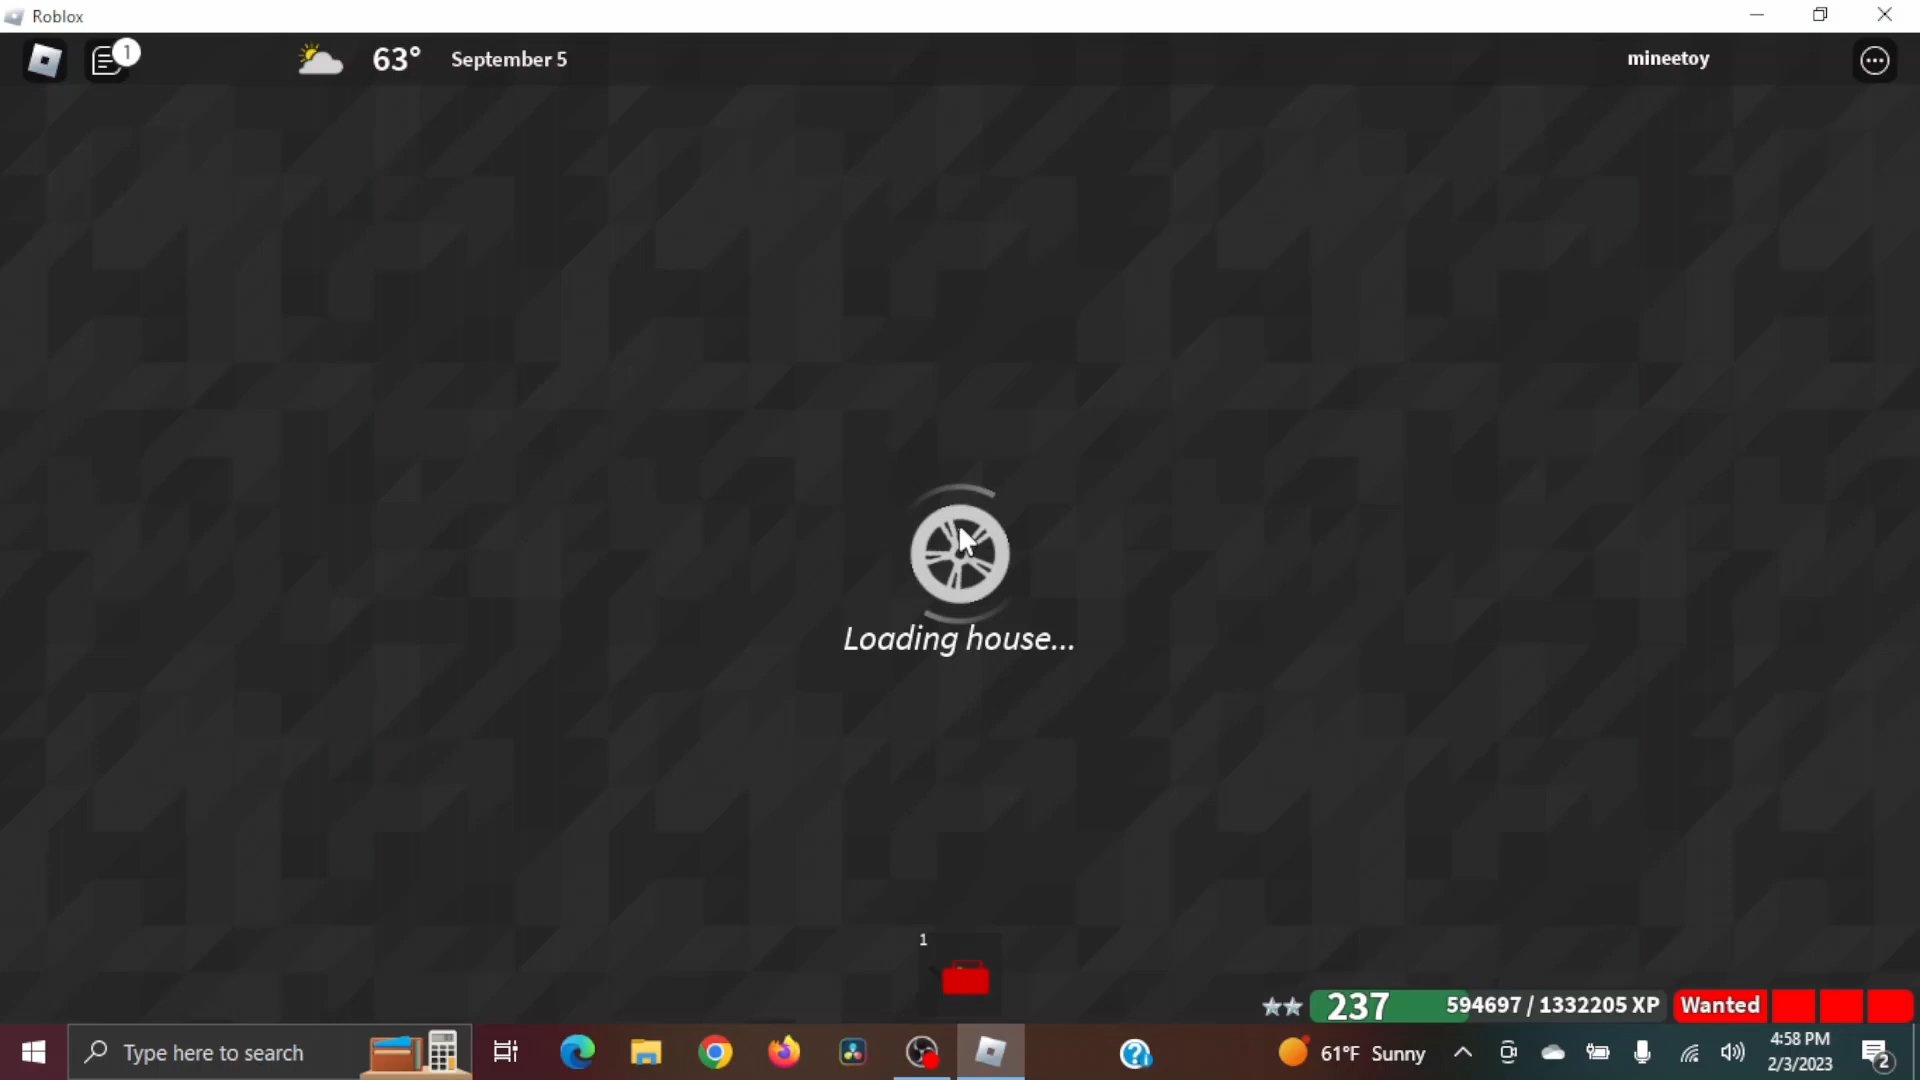 Roblox
1
63°
September 5
mineetoy
Loading house...
1
237
594697 / 1332205 XP
Wanted
Type here to search
61°F Sunny
4:58 PM
2/3/2023
2